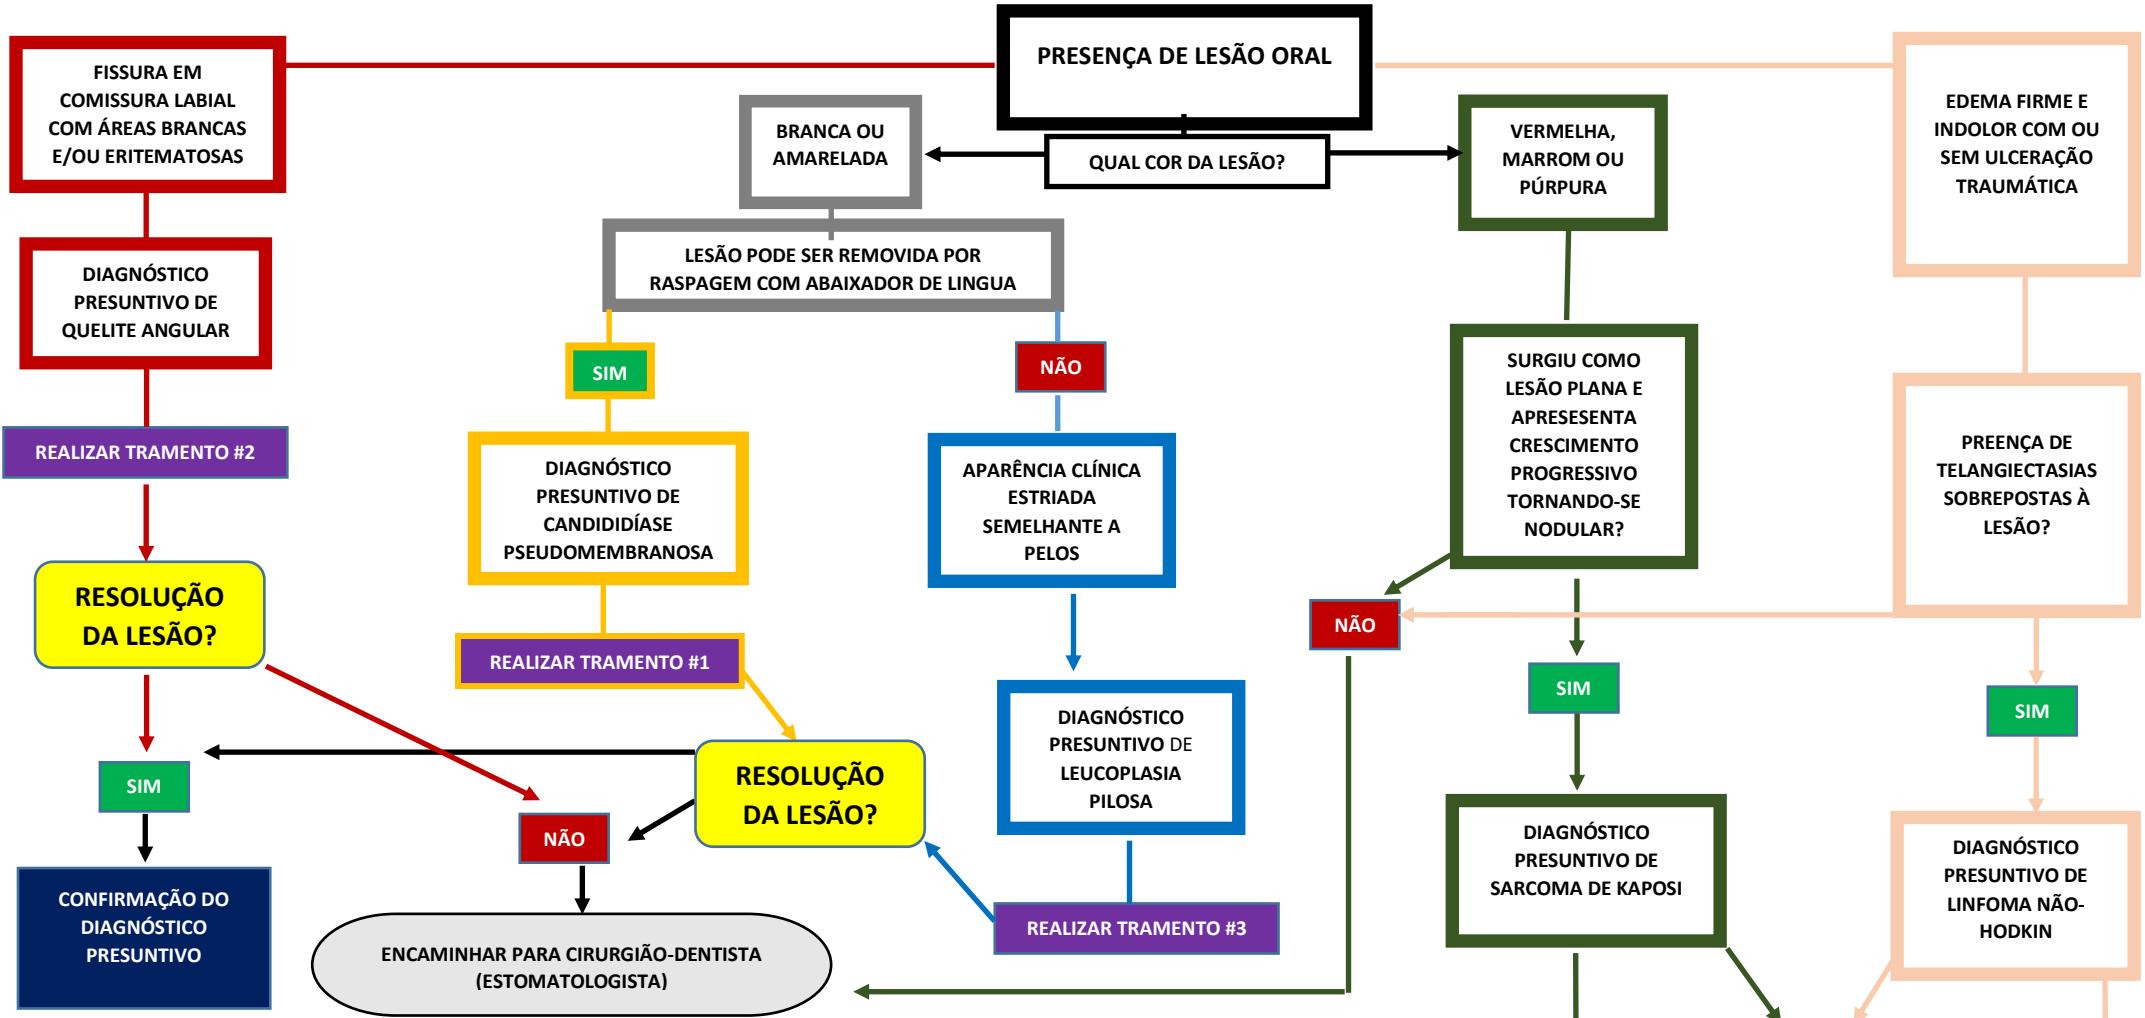 PRESENÇA DE LESÃO ORAL
QUAL COR DA LESÃO?
FISSURA EM
COMISSURA LABIAL
COM ÁREAS BRANCAS
E/OU ERITEMATOSAS
DIAGNÓSTICO
PRESUNTIVO DE
QUELITE ANGULAR
REALIZAR TRAMENTO #2
RESOLUÇÃO
DA LESÃO?
SIM
CONFIRMAÇÃO DO
DIAGNÓSTICO
PRESUNTIVO
BRANCA OU
AMARELADA
LESÃO PODE SER REMOVIDA POR
RASPAGEM COM ABAIXADOR DE LINGUA
SIM
DIAGNÓSTICO
PRESUNTIVO DE
CANDIDIDÍASE
PSEUDOMEMBRANOSA
REALIZAR TRAMENTO #1
RESOLUÇÃO
DA LESÃO?
NÃO
ENCAMINHAR PARA CIRURGIÃO-DENTISTA
(ESTOMATOLOGISTA)
NÃO
APARÊNCIA CLÍNICA
ESTRIADA
SEMELHANTE A
PELOS
DIAGNÓSTICO
PRESUNTIVO DE
LEUCOPLASIA
PILOSA
REALIZAR TRAMENTO #3
VERMELHA,
MARROM OU
PÚRPURA
SURGIU COMO
LESÃO PLANA E
APRESESENTA
CRESCIMENTO
PROGRESSIVO
TORNANDO-SE
NODULAR?
NÃO
SIM
DIAGNÓSTICO
PRESUNTIVO DE
SARCOMA DE KAPOSI
EDEMA FIRME E
INDOLOR COM OU
SEM ULCERAÇÃO
TRAUMÁTICA
PREENÇA DE
TELANGIECTASIAS
SOBREPOSTAS À
LESÃO?
SIM
DIAGNÓSTICO
PRESUNTIVO DE
LINFOMA NÃO-
HODKIN